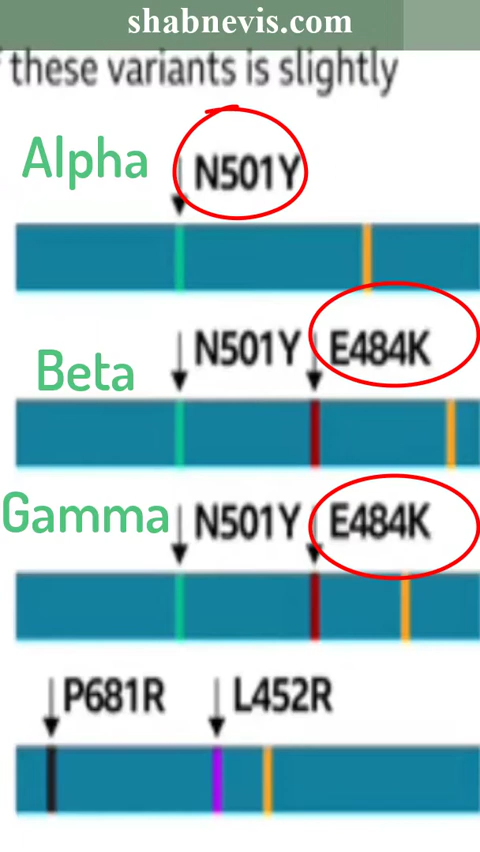 shabnevis.com
these variants is slightly
Alpha
N501Y
Beta
N501Y E484K
Gamma
N501Y E484K
P681R L452R